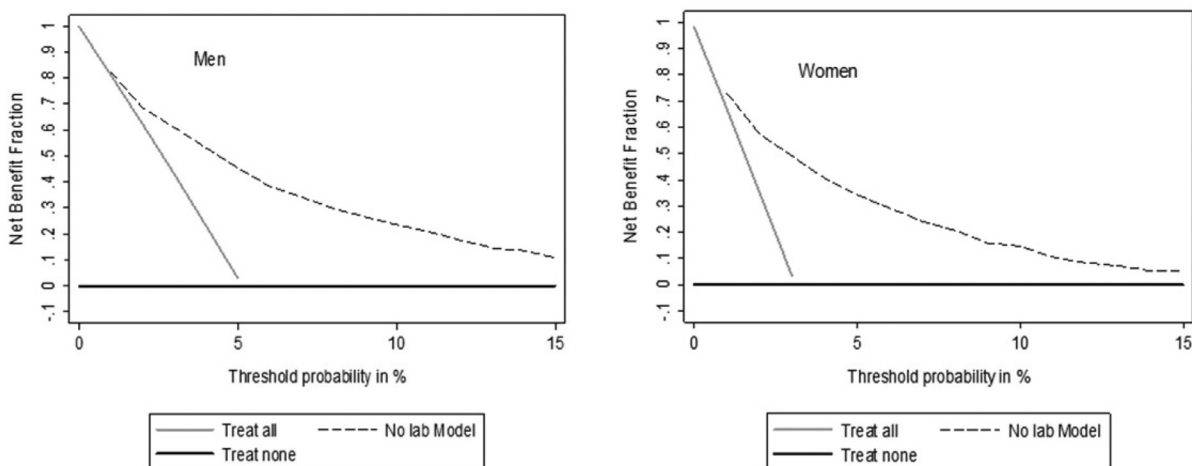 Men
Net Benefit Fraction
1
.9
.8
.7
.6
.5
.4
.3
.2
.1
0
-.1
0 5 10 15
Threshold probability in %
Treat all No lab Model
Treat none
Women
Net Benefit Fraction
1
.9
.8
.7
.6
.5
.4
.3
.2
.1
0
-.1
0 5 10 15
Threshold probability in %
Treat all No lab Model
Treat none